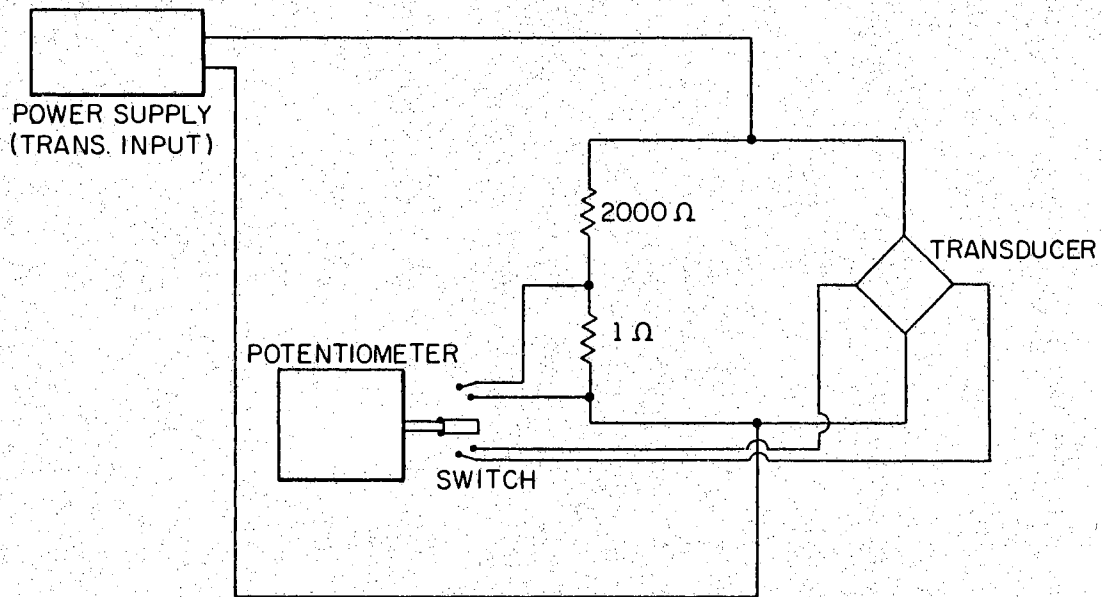 POWER SUPPLY
(TRANS. INPUT)
2000 Ω
TRANSDUCER
1 Ω
POTENTIOMETER
SWITCH